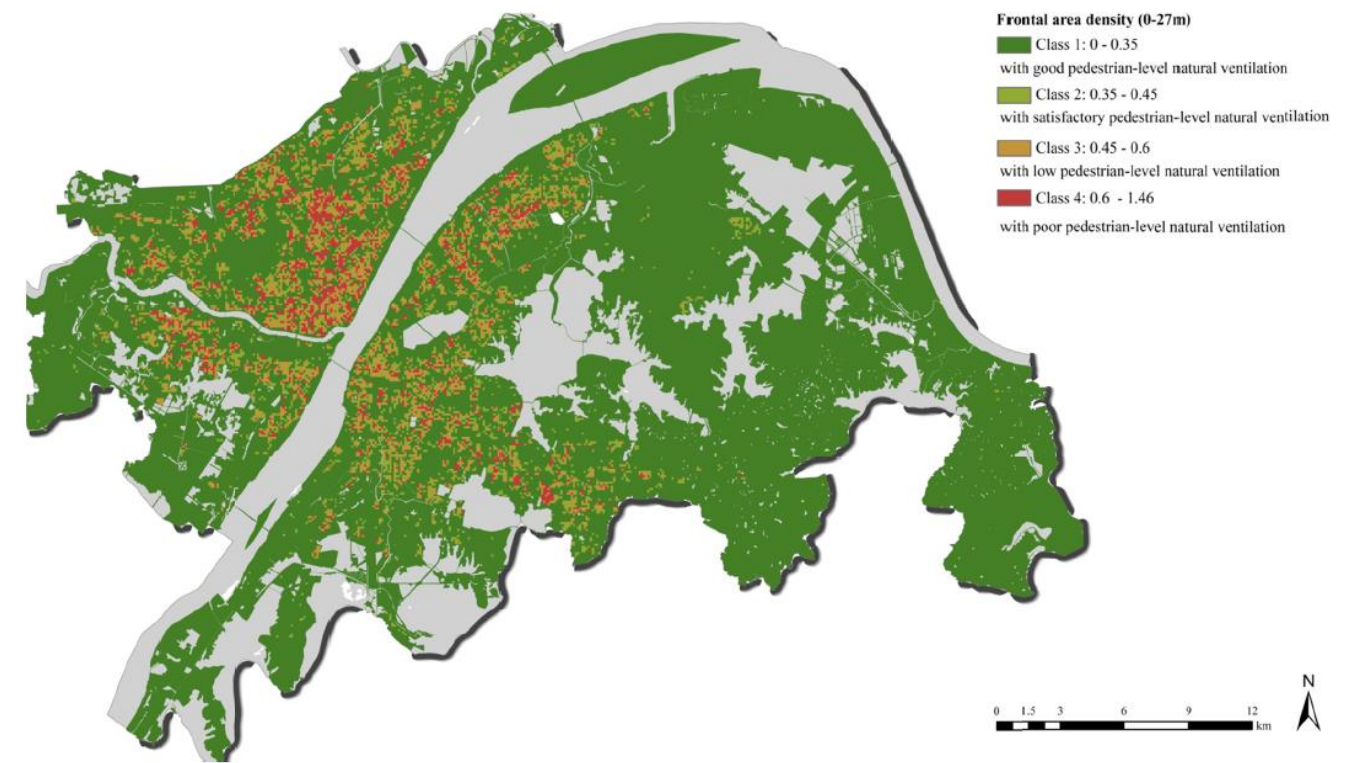 Frontal area density (0-27m)
Class 1: 0 - 0.35
with good pedestrian-level natural ventilation
Class 2: 0.35 - 0.45
with satisfactory pedestrian-level natural ventilation
Class 3: 0.45 - 0.6
with low pedestrian-level natural ventilation
Class 4: 0.6 - 1.46
with poor pedestrian-level natural ventilation
N
0 1.5 3 6 9 12
km